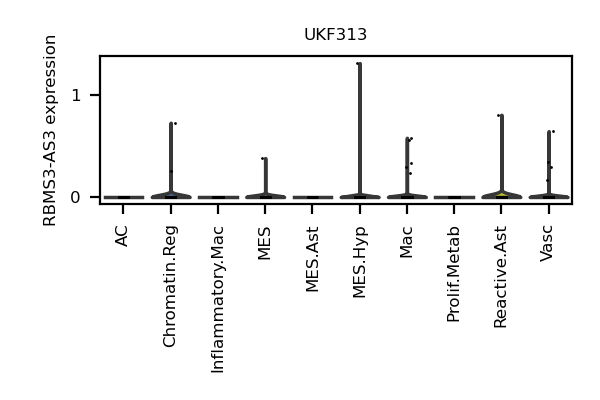 UKF313
RBMS3-AS3 expression
1
0
AC
Chromatin.Reg
Inflammatory.Mac
MES
MES.Ast
MES.Hyp
Mac
Prolif.Metab
Reactive.Ast
Vasc